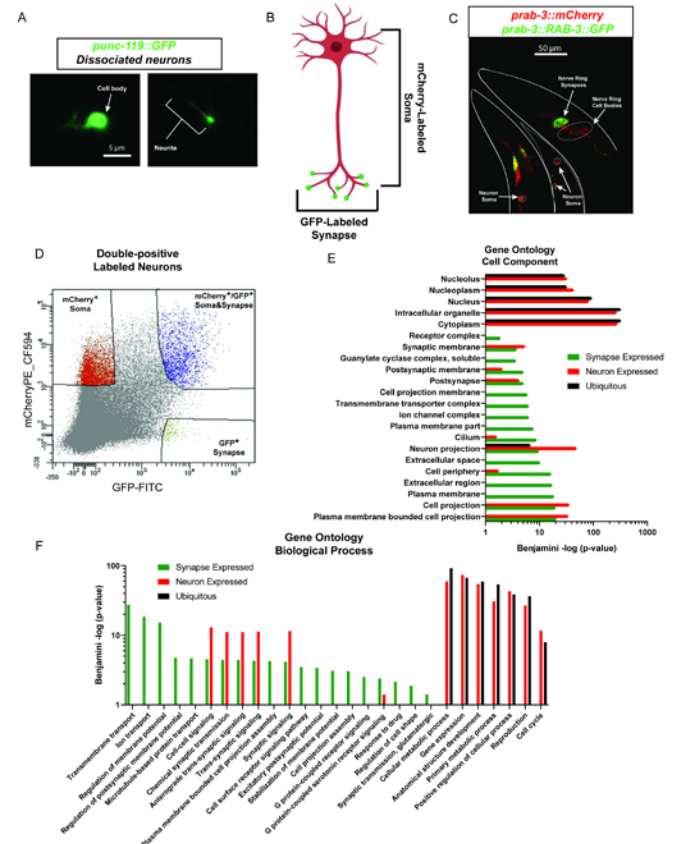 A
punc-119::GFP
Dissociated neurons
Cell body
5 µm
Neurite
B
mCherry-Labeled
Soma
GFP-Labeled
Synapse
C
prab-3::mCherry
prab-3::RAB-3::GFP
50 µm
Nerve Ring
Synapses
Nerve Ring
Cell Bodies
Neuron
Soma
Neuron
Soma
D
Double-positive
Labeled Neurons
mCherry+
Soma
mCherry+/GFP+
Soma&Synapse
GFP+
Synapse
mCherryPE_CF594
GFP-FITC
E
Gene Ontology
Cell Component
Nucleolus
Nucleoplasm
Nucleus
Intracellular organelle
Cytoplasm
Receptor complex
Synaptic membrane
Guanylate cyclase complex, soluble
Postsynaptic membrane
Postsynapse
Cell projection membrane
Transmembrane transporter complex
Ion channel complex
Plasma membrane part
Cilium
Neuron projection
Extracellular space
Cell periphery
Extracellular region
Plasma membrane
Cell projection
Plasma membrane bounded cell projection
Synapse Expressed
Neuron Expressed
Ubiquitous
1 10 100 1000
Benjamini -log (p-value)
F
Gene Ontology
Biological Process
Synapse Expressed
Neuron Expressed
Ubiquitous
Benjamini -log (p-value)
100
10
1
Transmembrane transport
Ion transport
Regulation of membrane potential
Regulation of postsynaptic membrane potential
Microtubule-based protein transport
Cell-cell signaling
Chemical synaptic transmission
Anterograde trans-synaptic signaling
Trans-synaptic signaling
Plasma membrane bounded cell projection assembly
Synaptic signaling
Cell surface receptor signaling pathway
Excitatory postsynaptic potential
Stabilization of membrane potential
Cell projection assembly
G protein-coupled receptor signaling
G protein-coupled serotonin receptor signaling
Response to drug
Regulation of cell shape
Synaptic transmission, glutamatergic
Cellular metabolic process
Gene expression
Anatomical structure development
Primary metabolic process
Positive regulation of cellular process
Reproduction
Cell cycle